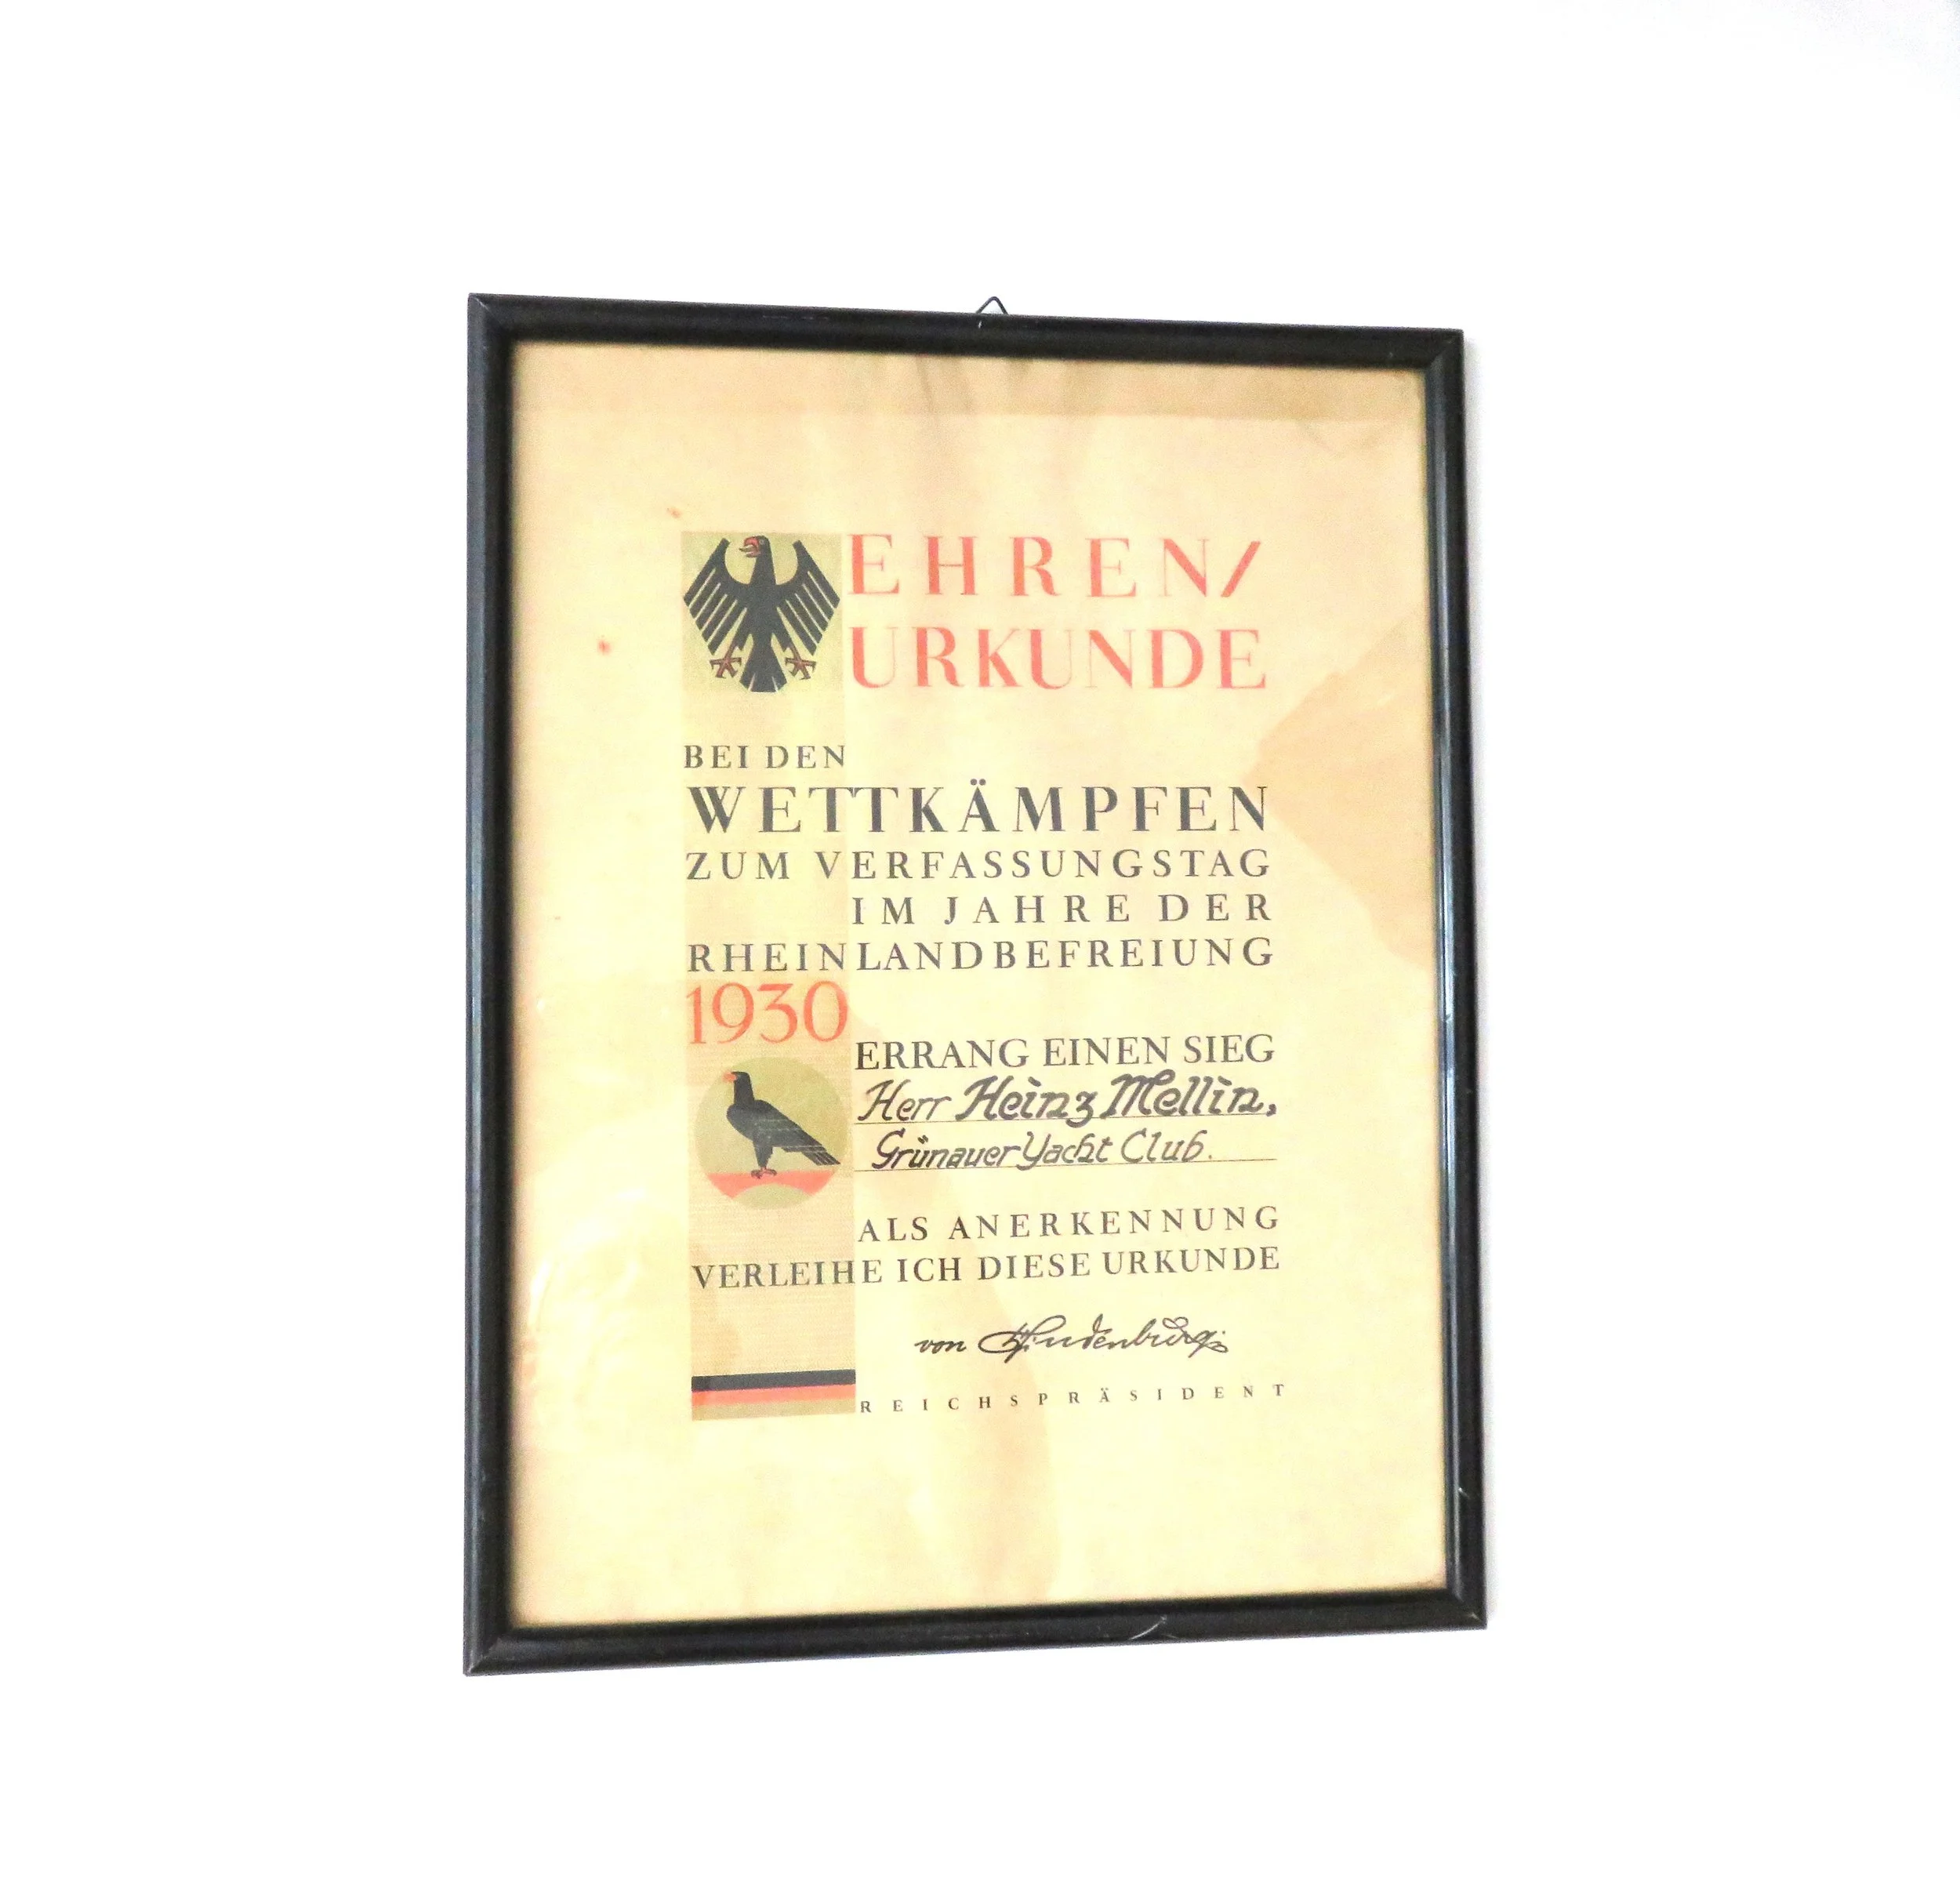 EHREN/
URKUNDE
BEI DEN
WETTKÄMPFEN
ZUM VERFASSUNGSTAG
IM JAHRE DER
RHEINLANDBEFREIUNG
1930
ERRANG EINEN SIEG
Herr Heinz Mellin,
Grünauer Yacht Club.
ALS ANERKENNUNG
VERLEIHE ICH DIESE URKUNDE
von Hindenburg
REICHSPRÄSIDENT